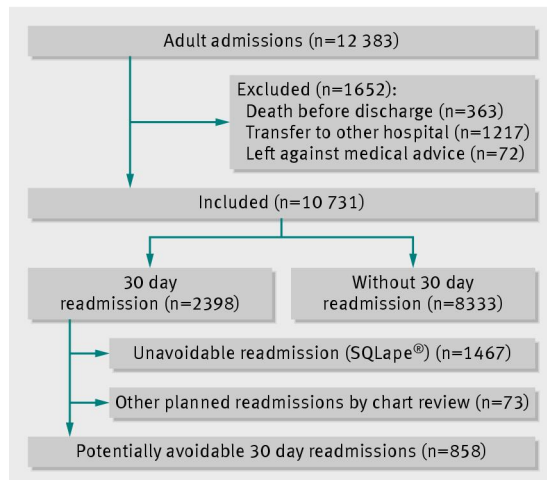 Adult admissions (n=12 383)
Excluded (n=1652):
Death before discharge (n=363)
Transfer to other hospital (n=1217)
Left against medical advice (n=72)
Included (n=10 731)
30 day
readmission (n=2398)
Without 30 day
readmission (n=8333)
Unavoidable readmission (SQLape®) (n=1467)
Other planned readmissions by chart review (n=73)
Potentially avoidable 30 day readmissions (n=858)